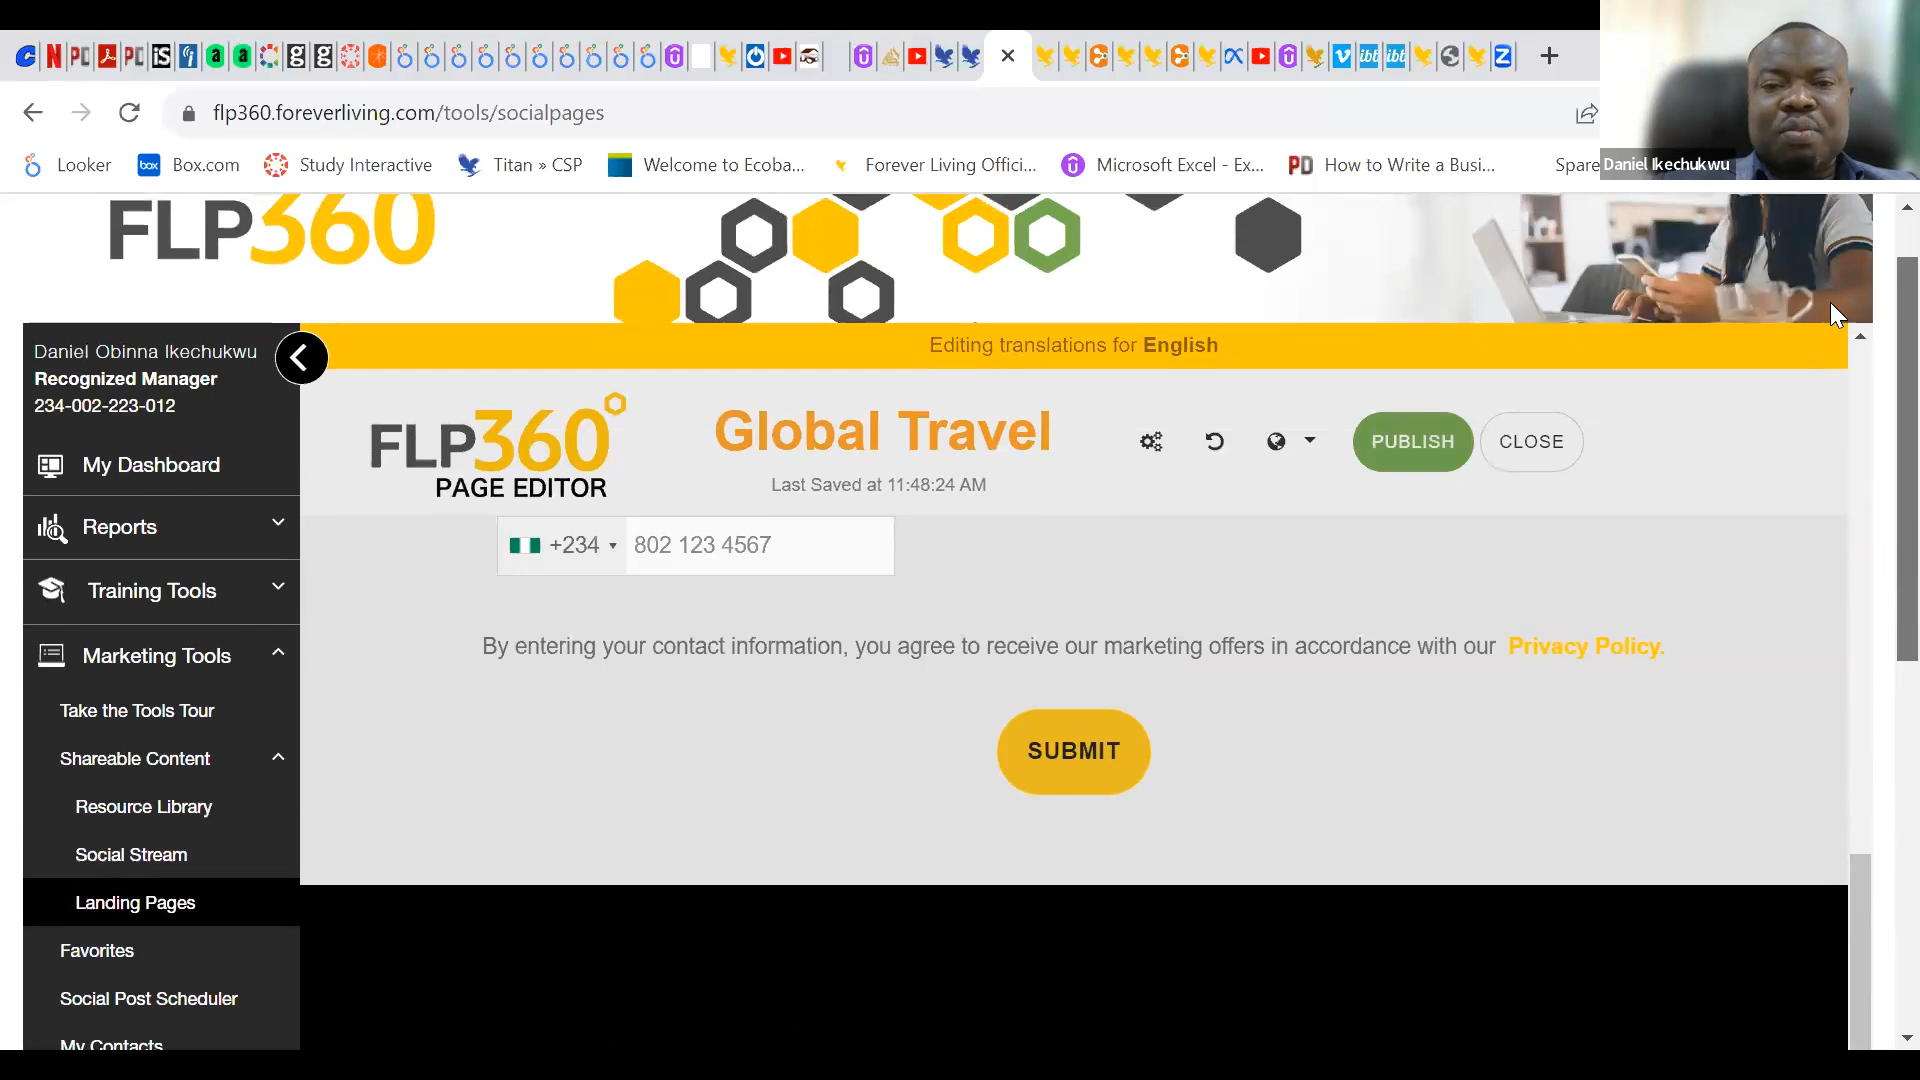 flp360.foreverliving.com/tools/socialpages
Looker
Box.com
Study Interactive
Titan » CSP
Welcome to Ecoba...
Forever Living Offici...
Microsoft Excel - Ex...
How to Write a Busi...
Spare
Daniel Ikechukwu
FLP360
Daniel Obinna Ikechukwu
Recognized Manager
234-002-223-012
My Dashboard
Reports
Training Tools
Marketing Tools
Take the Tools Tour
Shareable Content
Resource Library
Social Stream
Landing Pages
Favorites
Social Post Scheduler
My Contacts
Editing translations for English
FLP360
PAGE EDITOR
Global Travel
Last Saved at 11:48:24 AM
PUBLISH
CLOSE
+234
802 123 4567
By entering your contact information, you agree to receive our marketing offers in accordance with our Privacy Policy.
SUBMIT